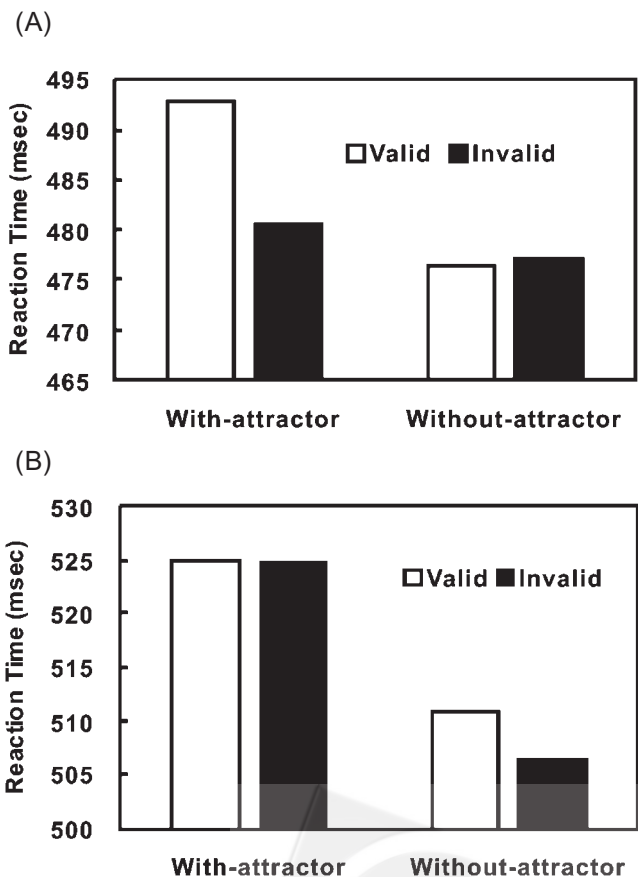 (A)
Reaction Time (msec)
495
490
485
480
475
470
465
Valid Invalid
With-attractor Without-attractor
(B)
Reaction Time (msec)
530
525
520
515
510
505
500
Valid Invalid
With-attractor Without-attractor